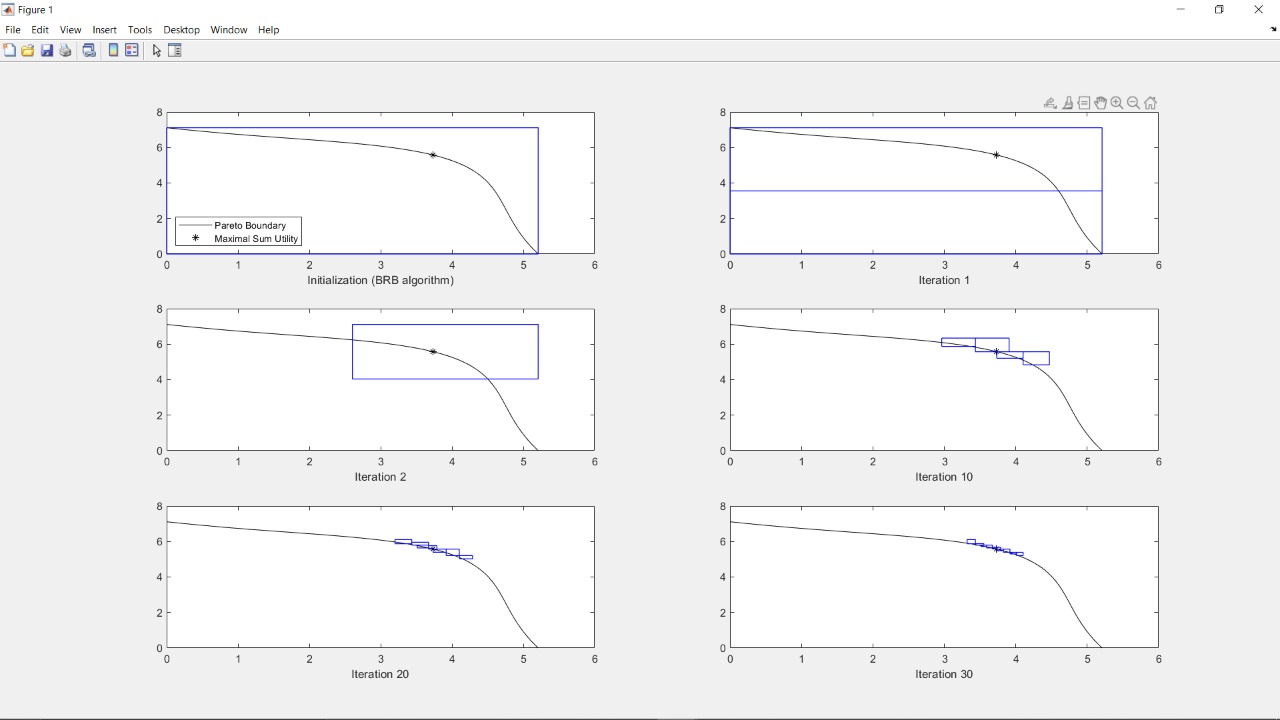 Figure 1
File Edit View Insert Tools Desktop Window Help
8
6
4
2
0
Pareto Boundary
Maximal Sum Utility
0 1 2 3 4 5 6
Initialization (BRB algorithm)
8
6
4
2
0
0 1 2 3 4 5 6
Iteration 1
8
6
4
2
0
0 1 2 3 4 5 6
Iteration 2
8
6
4
2
0
0 1 2 3 4 5 6
Iteration 10
8
6
4
2
0
0 1 2 3 4 5 6
Iteration 20
8
6
4
2
0
0 1 2 3 4 5 6
Iteration 30